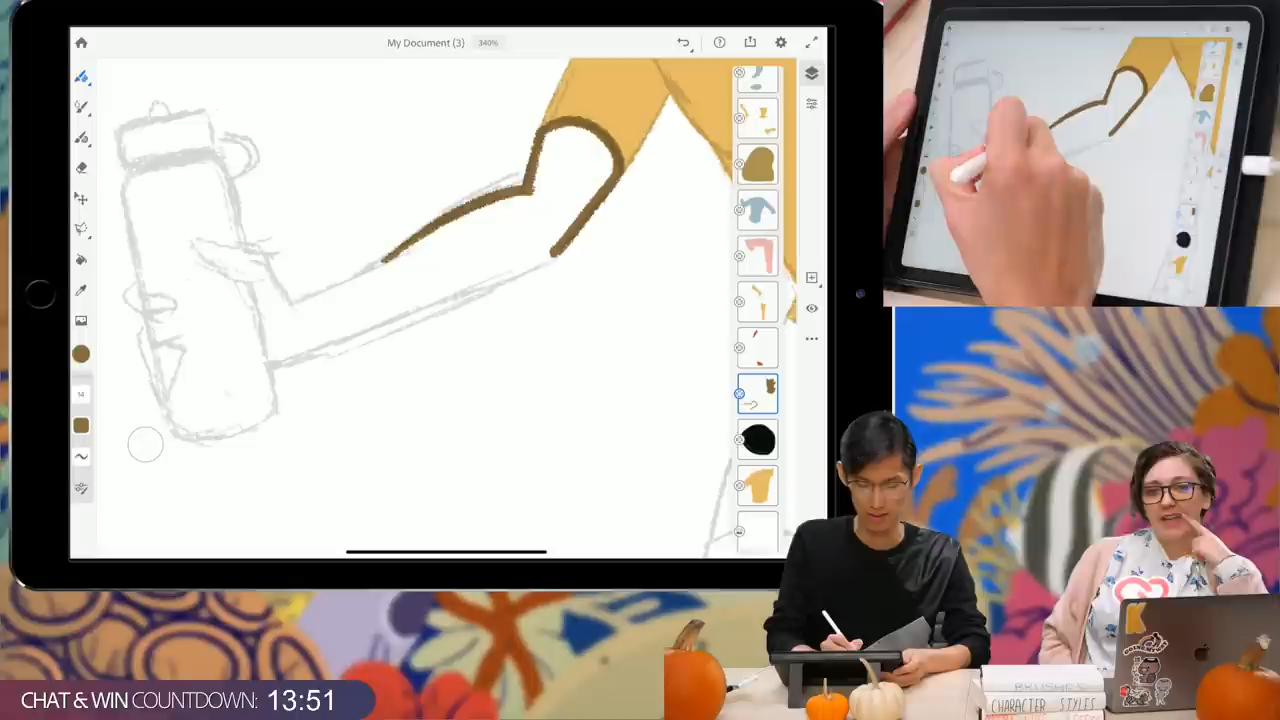 My Document (3) 340%
14
K
BRUSHES
CHARACTER STYLES
CHAT & WIN COUNTDOWN: 13:51